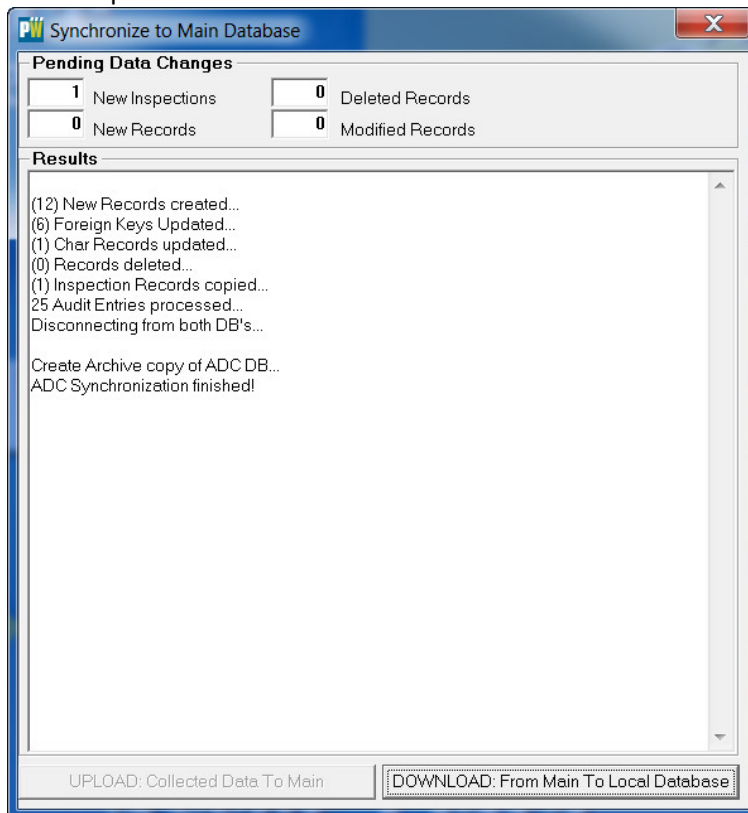 PW Synchronize to Main Database
X
Pending Data Changes
1 New Inspections 0 Deleted Records
0 New Records 0 Modified Records
Results
(12) New Records created...
(6) Foreign Keys Updated...
(1) Char Records updated...
(0) Records deleted...
(1) Inspection Records copied...
25 Audit Entries processed...
Disconnecting from both DB's...
Create Archive copy of ADC DB...
ADC Synchronization finished!
UPLOAD: Collected Data To Main DOWNLOAD: From Main To Local Database